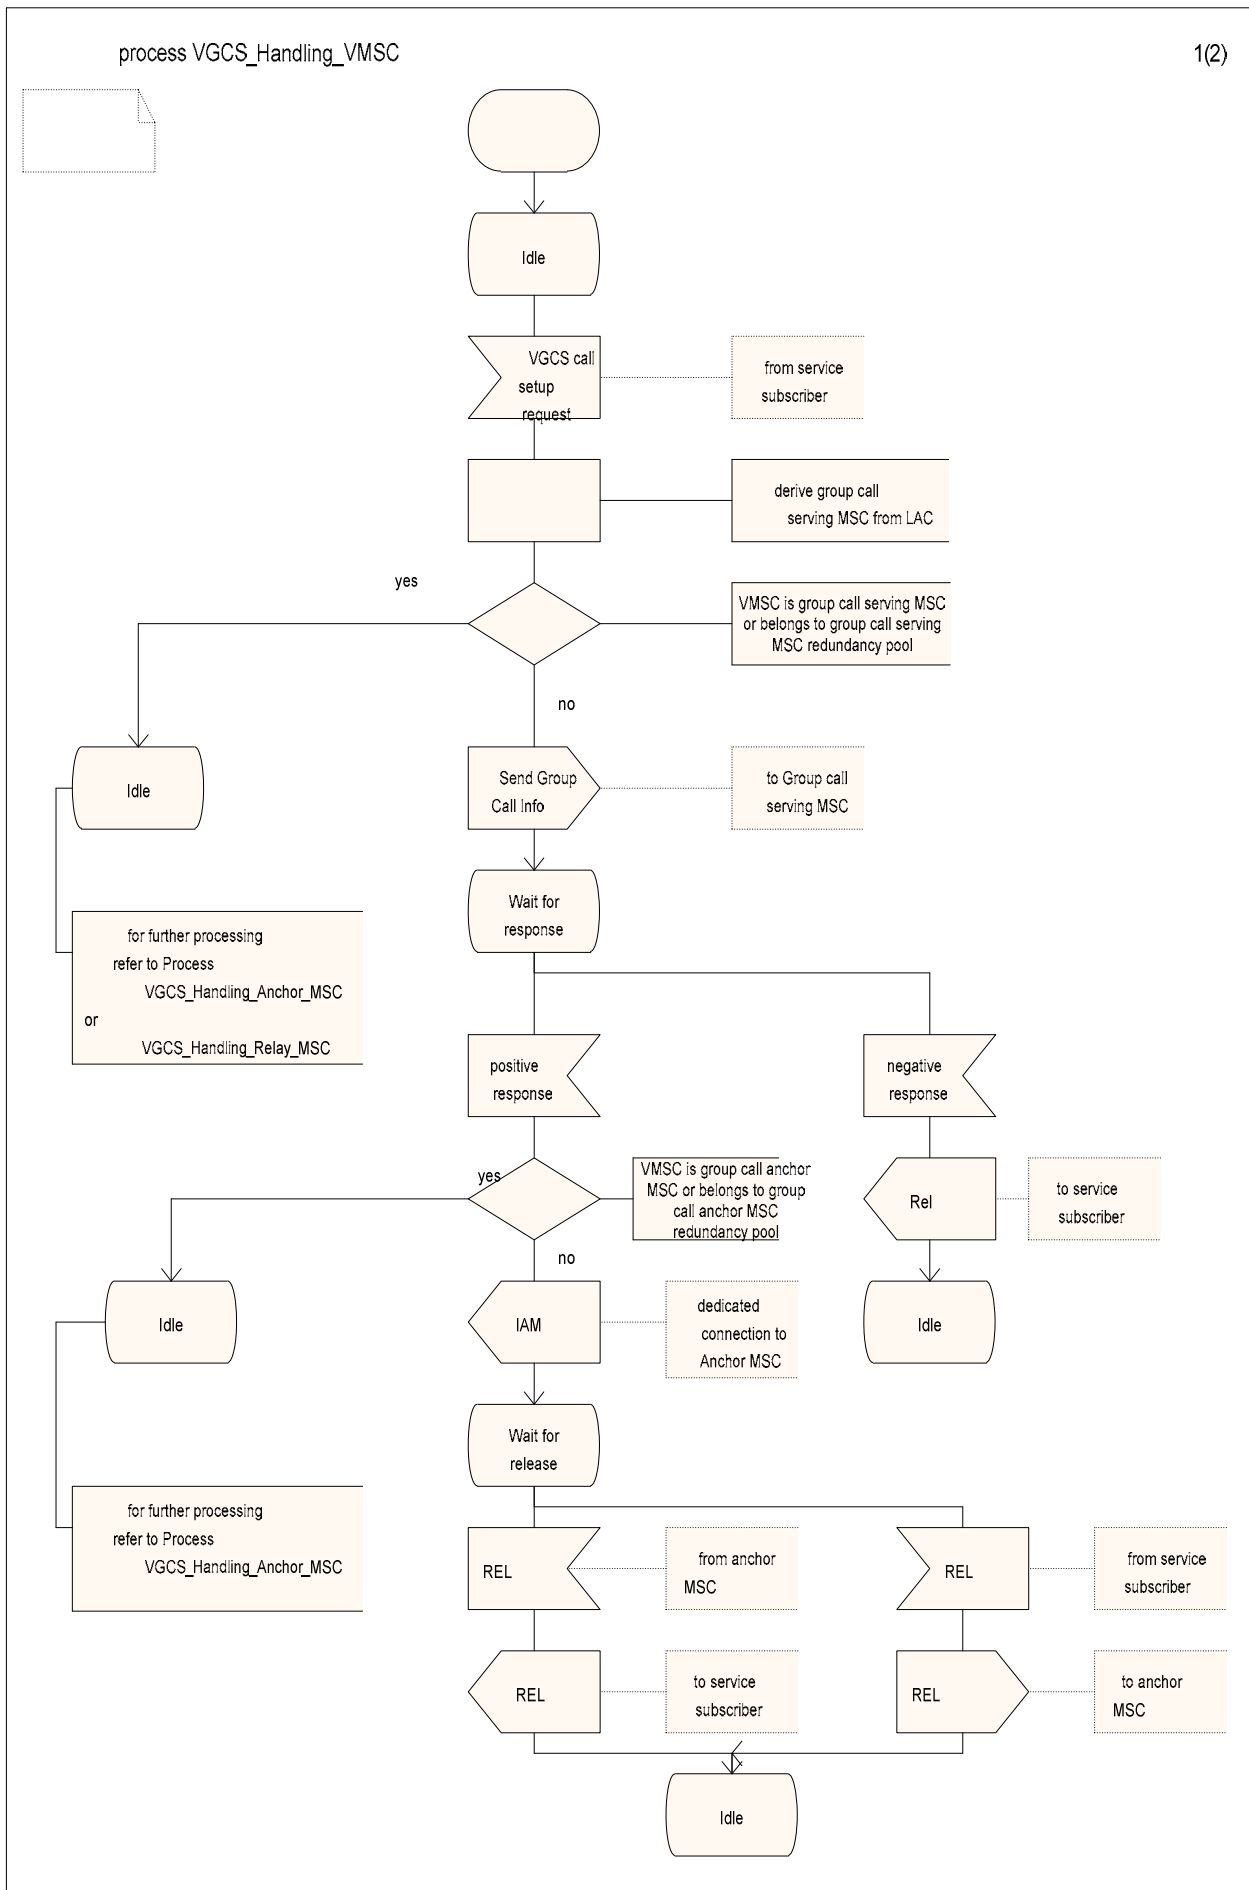 process VGCS_Handling_VMSC
1(2)
Idle
VGCS call
setup
request
from service
subscriber
derive group call
serving MSC from LAC
yes
VMSC is group call serving MSC
or belongs to group call serving
MSC redundancy pool
no
Idle
Send Group
Call Info
to Group call
serving MSC
Wait for
response
for further processing
refer to Process
VGCS_Handling_Anchor_MSC
or
VGCS_Handling_Relay_MSC
positive
response
negative
response
yes
VMSC is group call anchor
MSC or belongs to group
call anchor MSC
redundancy pool
Rel
to service
subscriber
no
Idle
IAM
dedicated
connection to
Anchor MSC
Idle
Wait for
release
for further processing
refer to Process
VGCS_Handling_Anchor_MSC
REL
from anchor
MSC
REL
from service
subscriber
REL
to service
subscriber
REL
to anchor
MSC
Idle